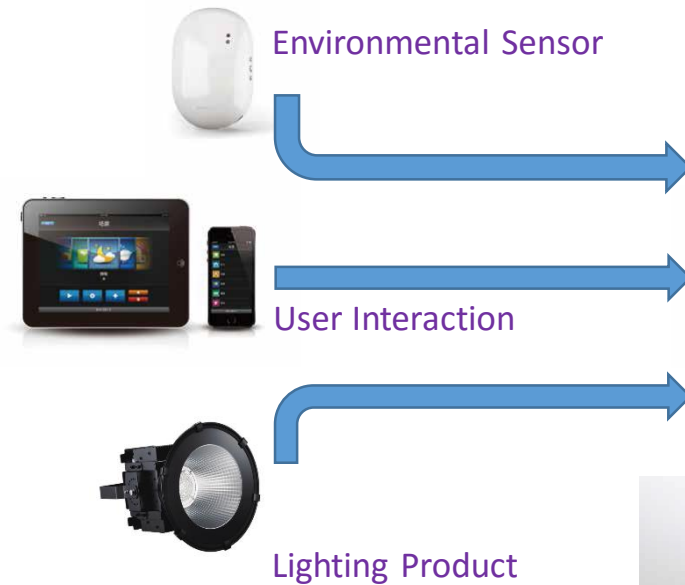 Environmental Sensor
User Interaction
Lighting Product